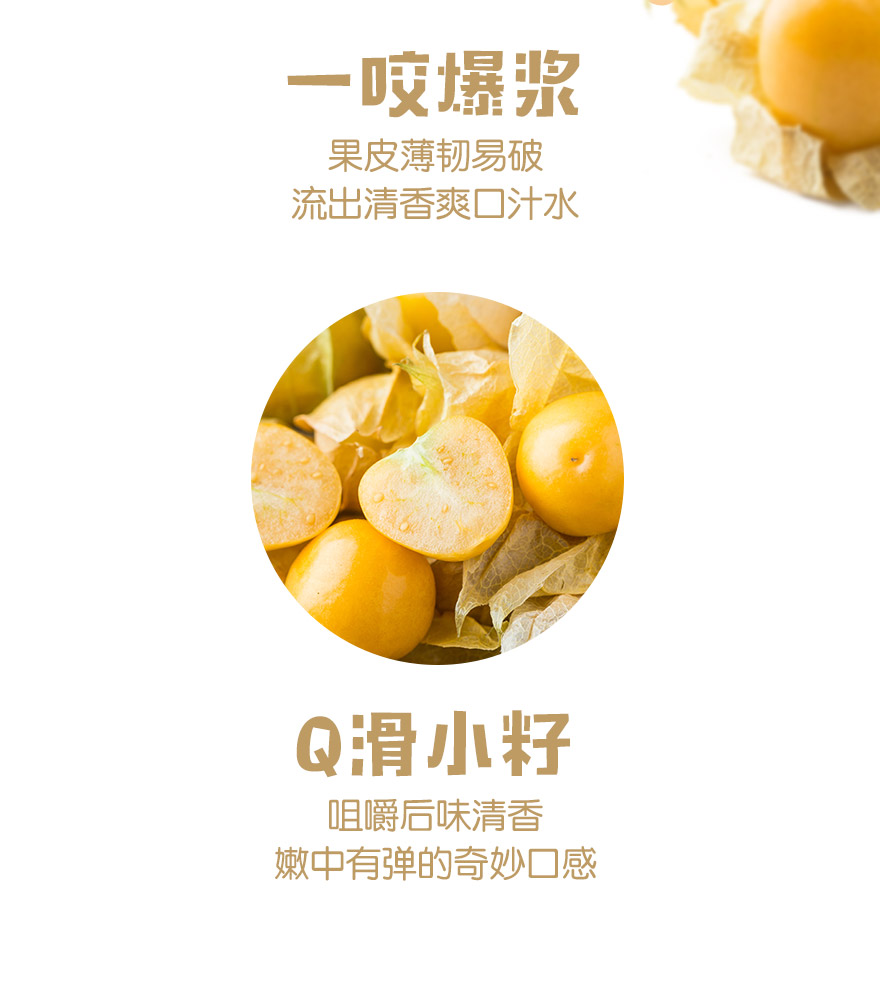 一咬爆浆
果皮薄韧易破
流出清香爽口汁水
Q滑小籽
咀嚼后味清香
嫩中有弹的奇妙口感